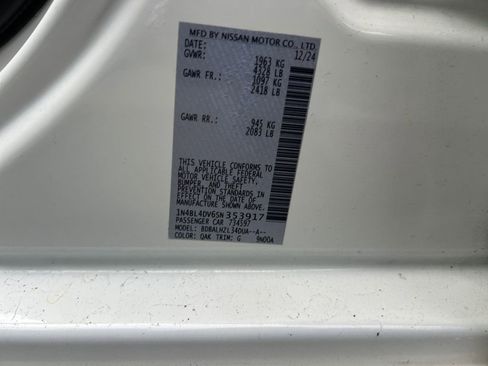 MFD BY NISSAN MOTOR CO., LTD.
DATE: 12/24
GVWR: 1963 KG
4328 LB
GAWR FR.: 1097 KG
2418 LB
GAWR RR.: 945 KG
2083 LB
THIS VEHICLE CONFORMS TO
ALL APPLICABLE FEDERAL
MOTOR VEHICLE SAFETY,
BUMPER, AND THEFT
PREVENTION STANDARDS
IN EFFECT ON THE DATE OF
MANUFACTURE SHOWN ABOVE.
1N4BL4DV6SN353917
PASSENGER CAR 734597
MODEL: BDBALHZL34DUA--A--
COLOR: QAK TRIM: G 9N00A